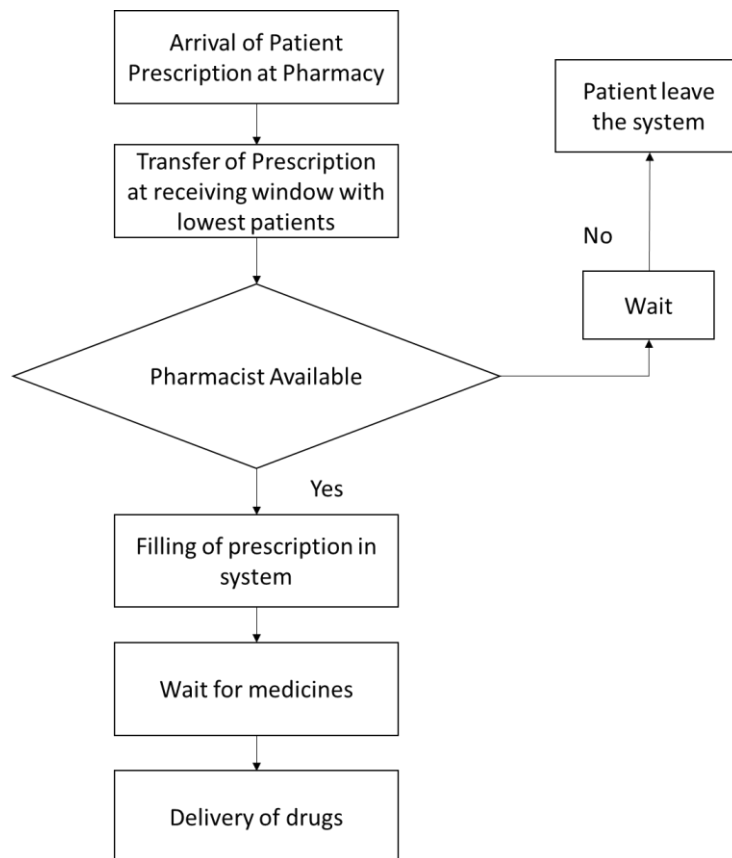 Arrival of Patient
Prescription at Pharmacy
Patient leave
the system
Transfer of Prescription
at receiving window with
lowest patients
No
Wait
Pharmacist Available
Yes
Filling of prescription in
system
Wait for medicines
Delivery of drugs